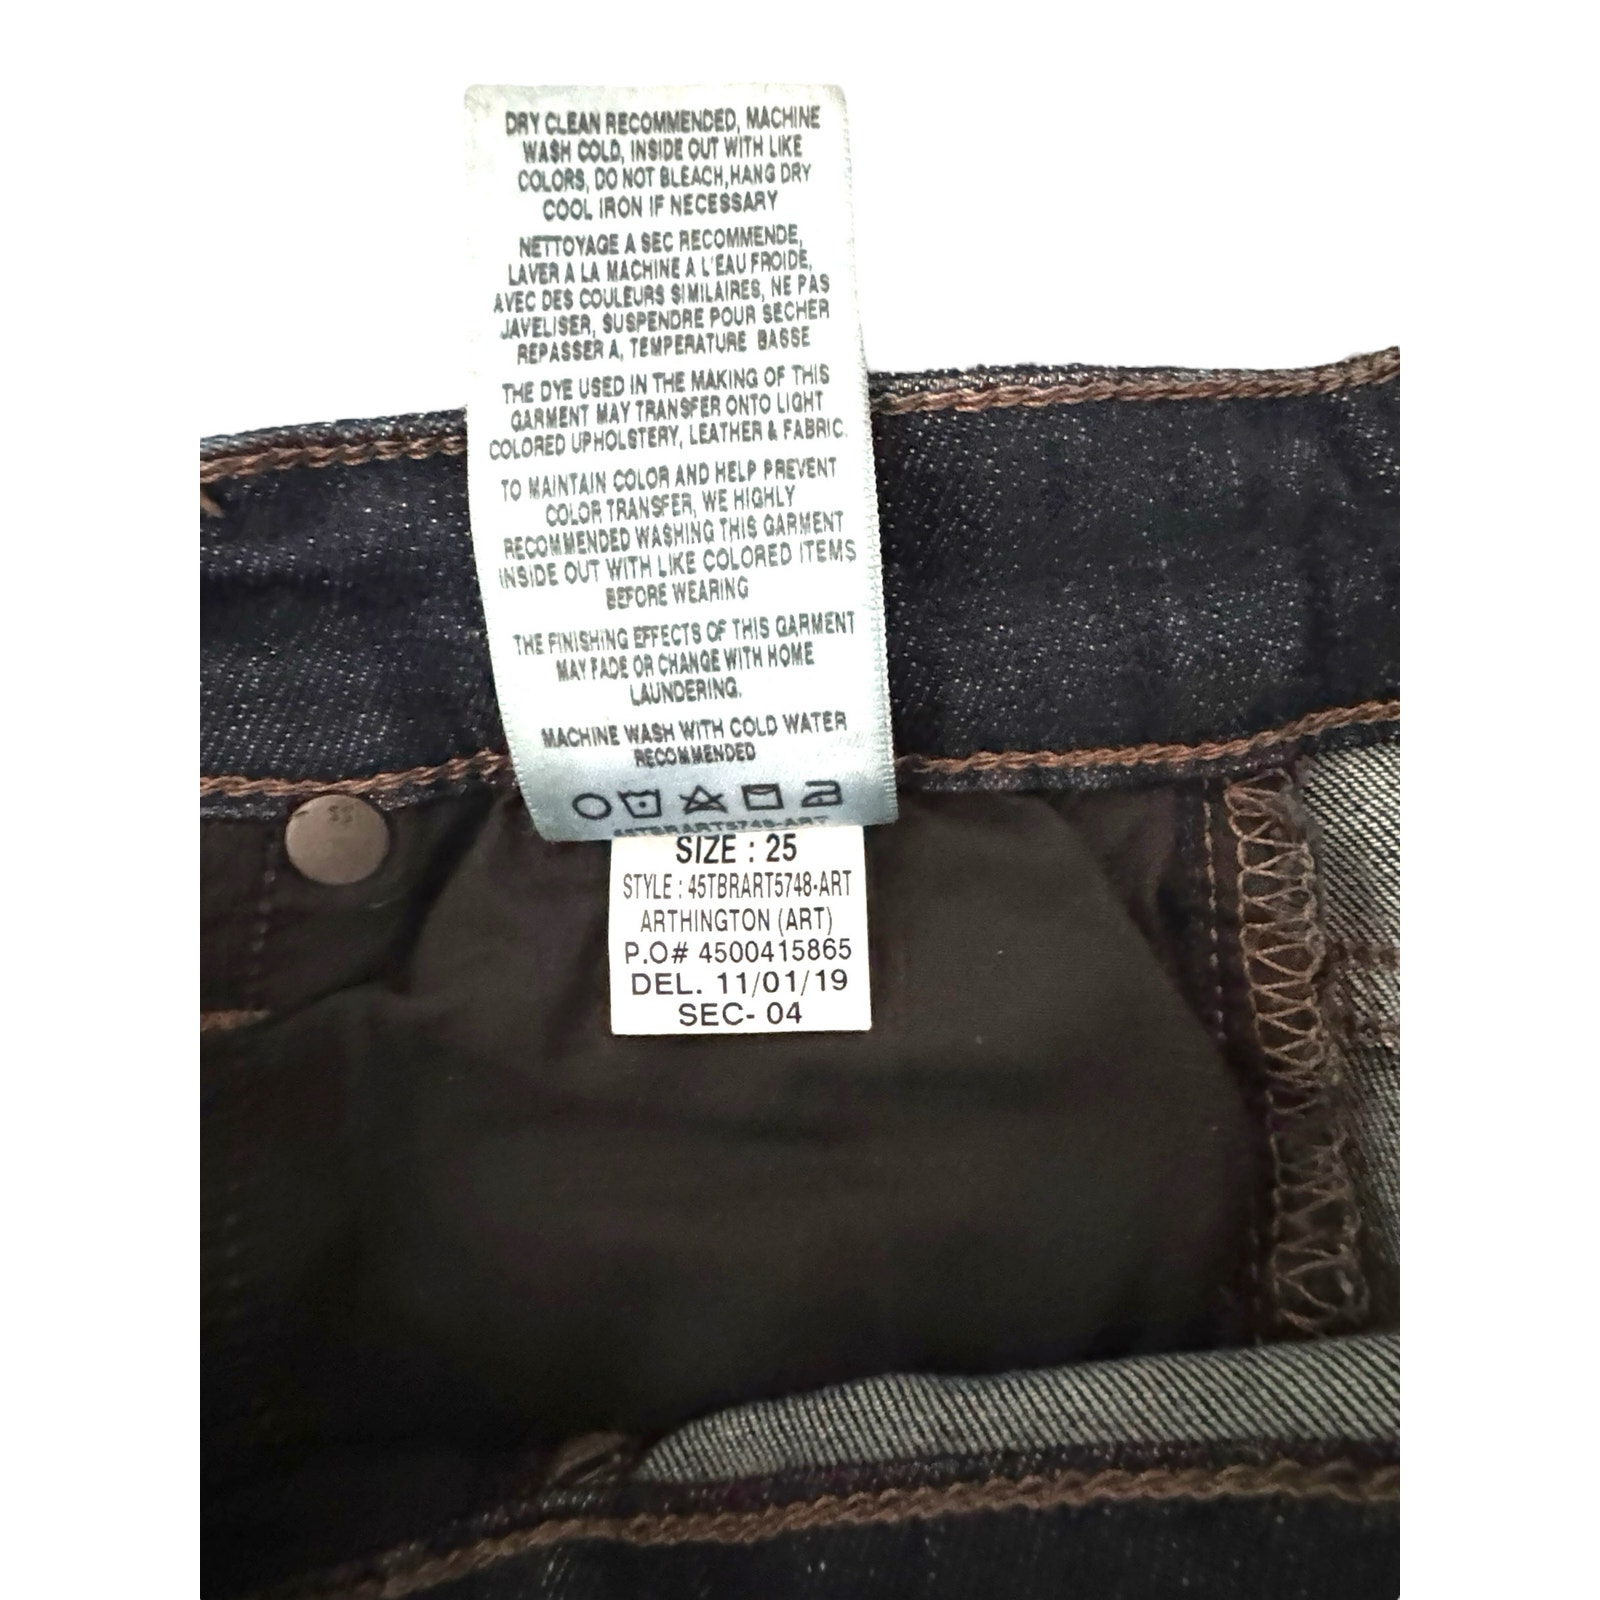 DRY CLEAN RECOMMENDED, MACHINE
WASH COLD, INSIDE OUT WITH LIKE
COLORS, DO NOT BLEACH, HANG DRY
COOL IRON IF NECESSARY
NETTOYAGE A SEC RECOMMENDE,
LAVER A LA MACHINE A L'EAU FROIDE,
AVEC DES COULEURS SIMILAIRES, NE PAS
JAVELISER, SUSPENDRE POUR SECHER
REPASSER A, TEMPERATURE BASSE
THE DYE USED IN THE MAKING OF THIS
GARMENT MAY TRANSFER ONTO LIGHT
COLORED UPHOLSTERY, LEATHER & FABRIC.
TO MAINTAIN COLOR AND HELP PREVENT
COLOR TRANSFER, WE HIGHLY
RECOMMENDED WASHING THIS GARMENT
INSIDE OUT WITH LIKE COLORED ITEMS
BEFORE WEARING
THE FINISHING EFFECTS OF THIS GARMENT
MAY FADE OR CHANGE WITH HOME
LAUNDERING.
MACHINE WASH WITH COLD WATER
RECOMMENDED
45TBRART5748-ART
SIZE : 25
STYLE : 45TBRART5748-ART
ARTHINGTON (ART)
P.O# 4500415865
DEL. 11/01/19
SEC- 04